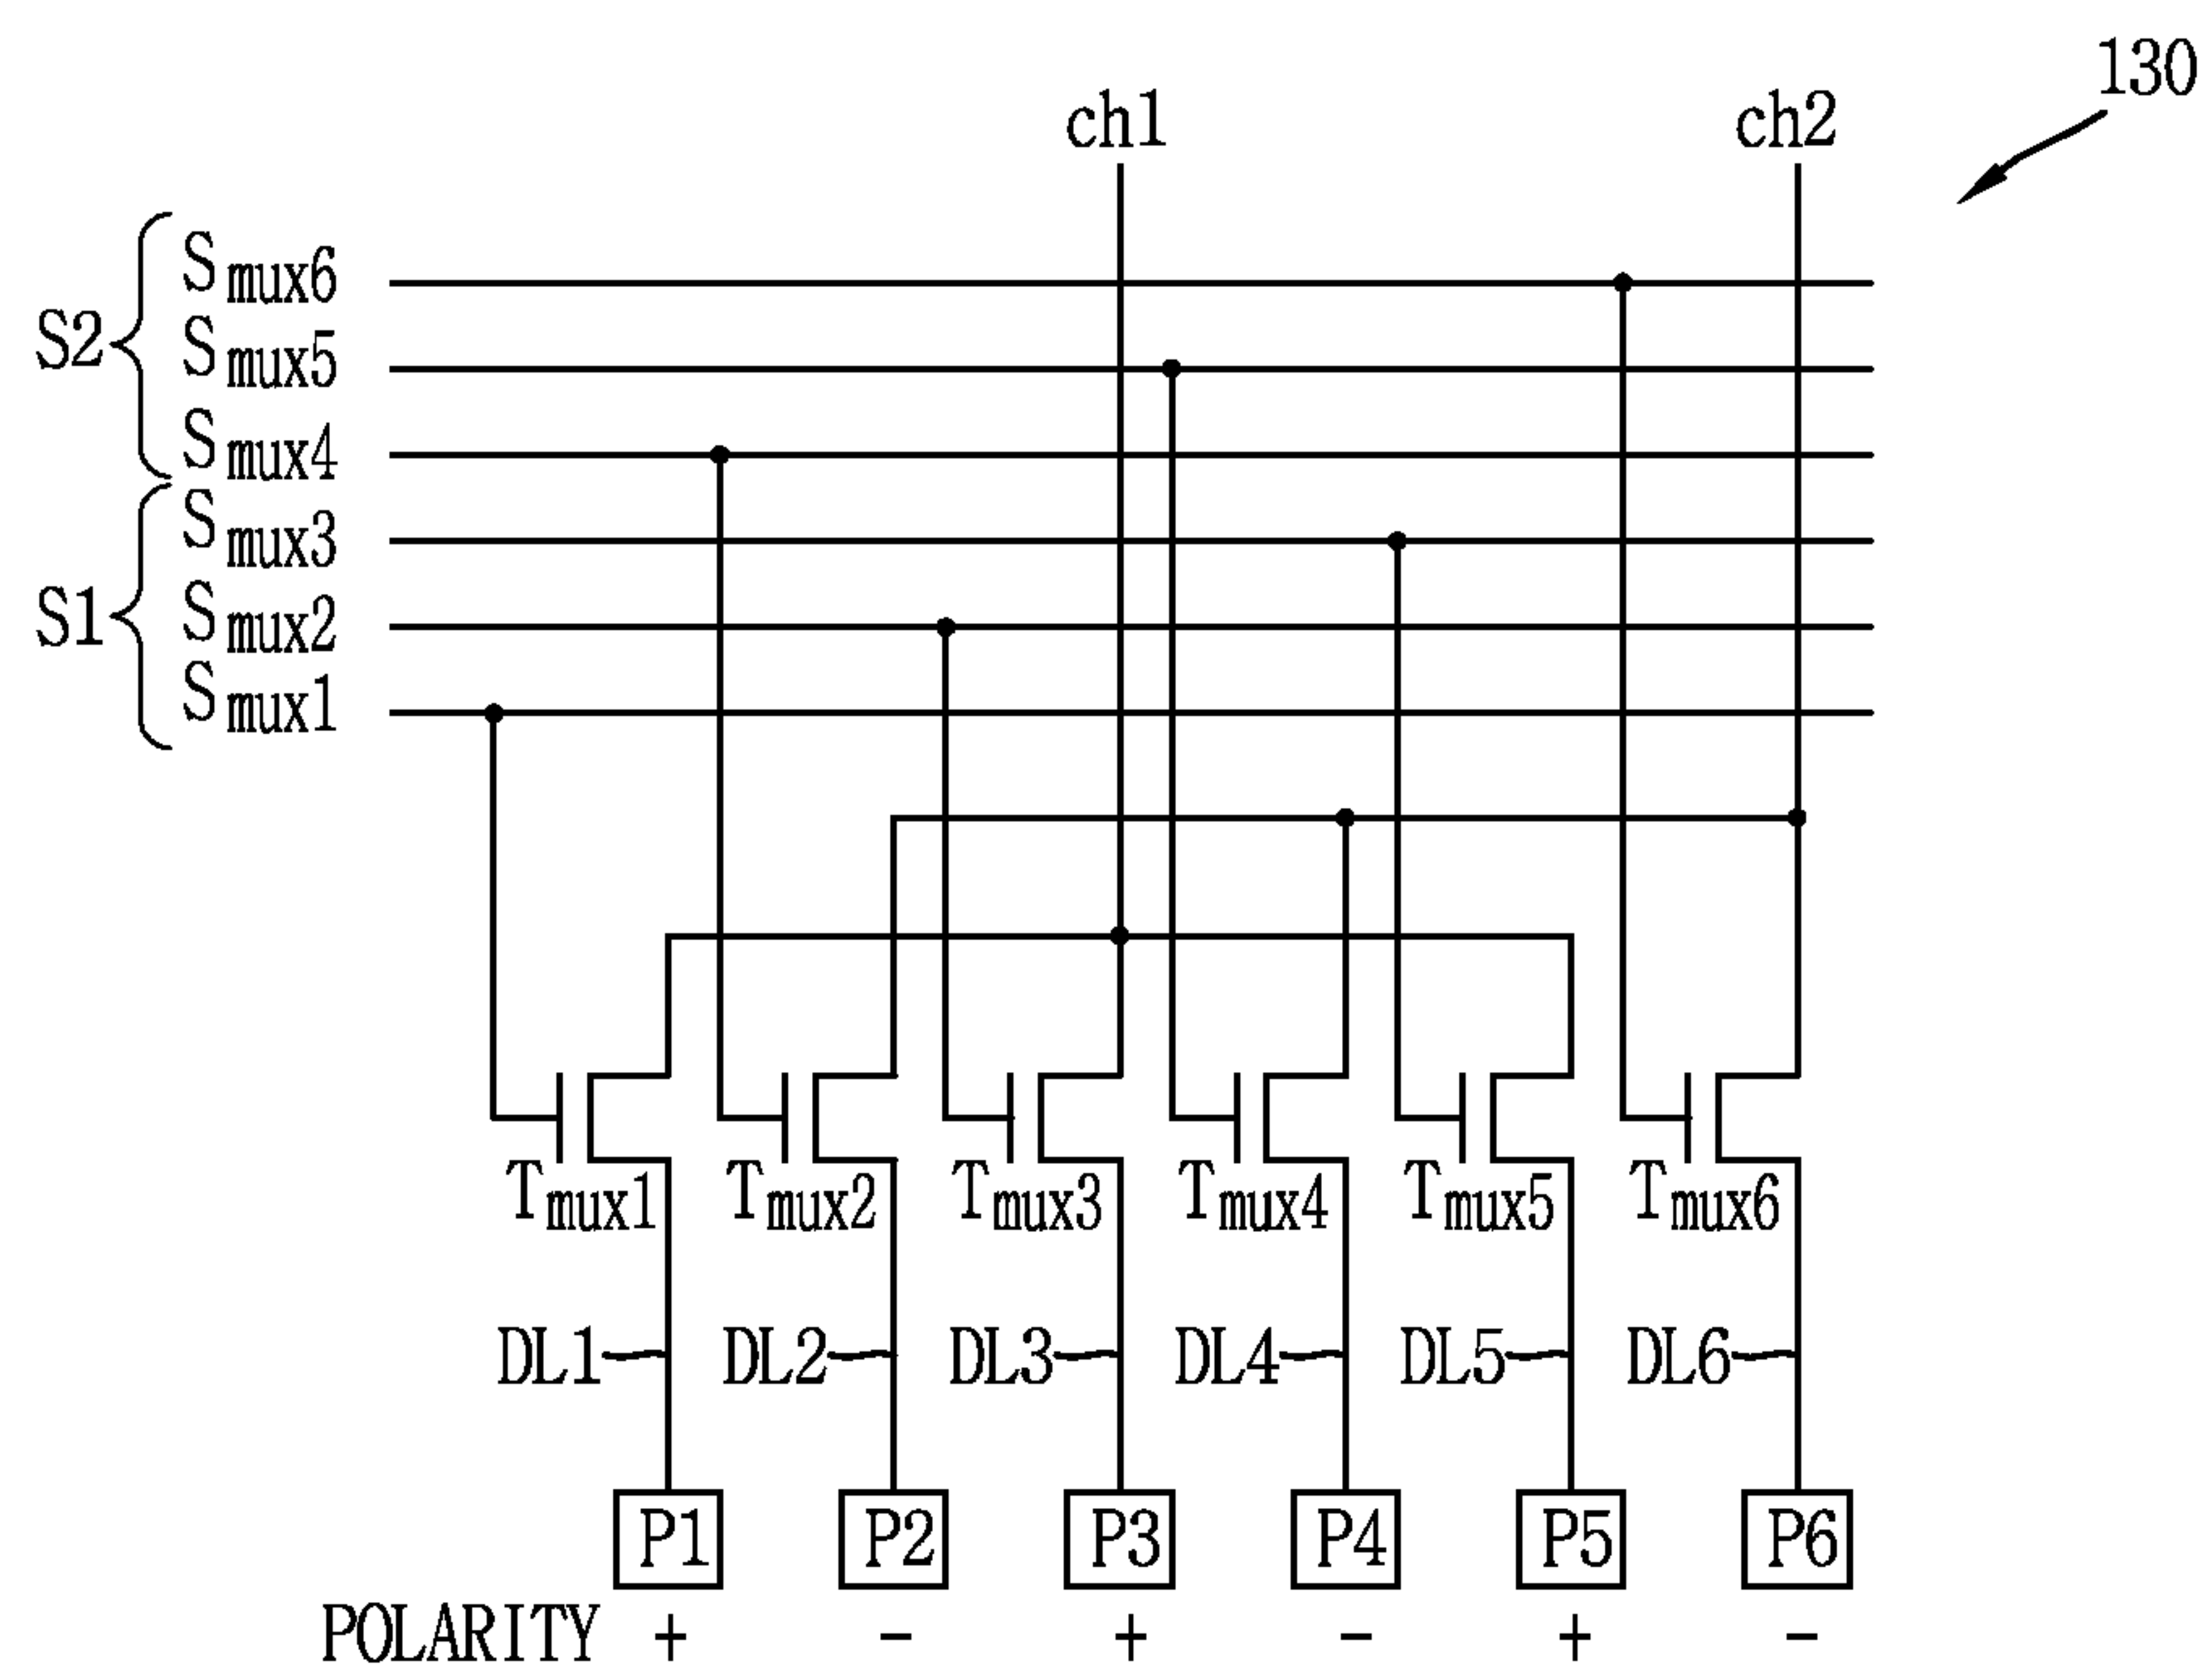 130
ch1 ch2
S2
Smux6
Smux5
Smux4
S1
Smux3
Smux2
Smux1
Tmux1 Tmux2 Tmux3 Tmux4 Tmux5 Tmux6
DL1 DL2 DL3 DL4 DL5 DL6
P1 P2 P3 P4 P5 P6
POLARITY + - + - + -